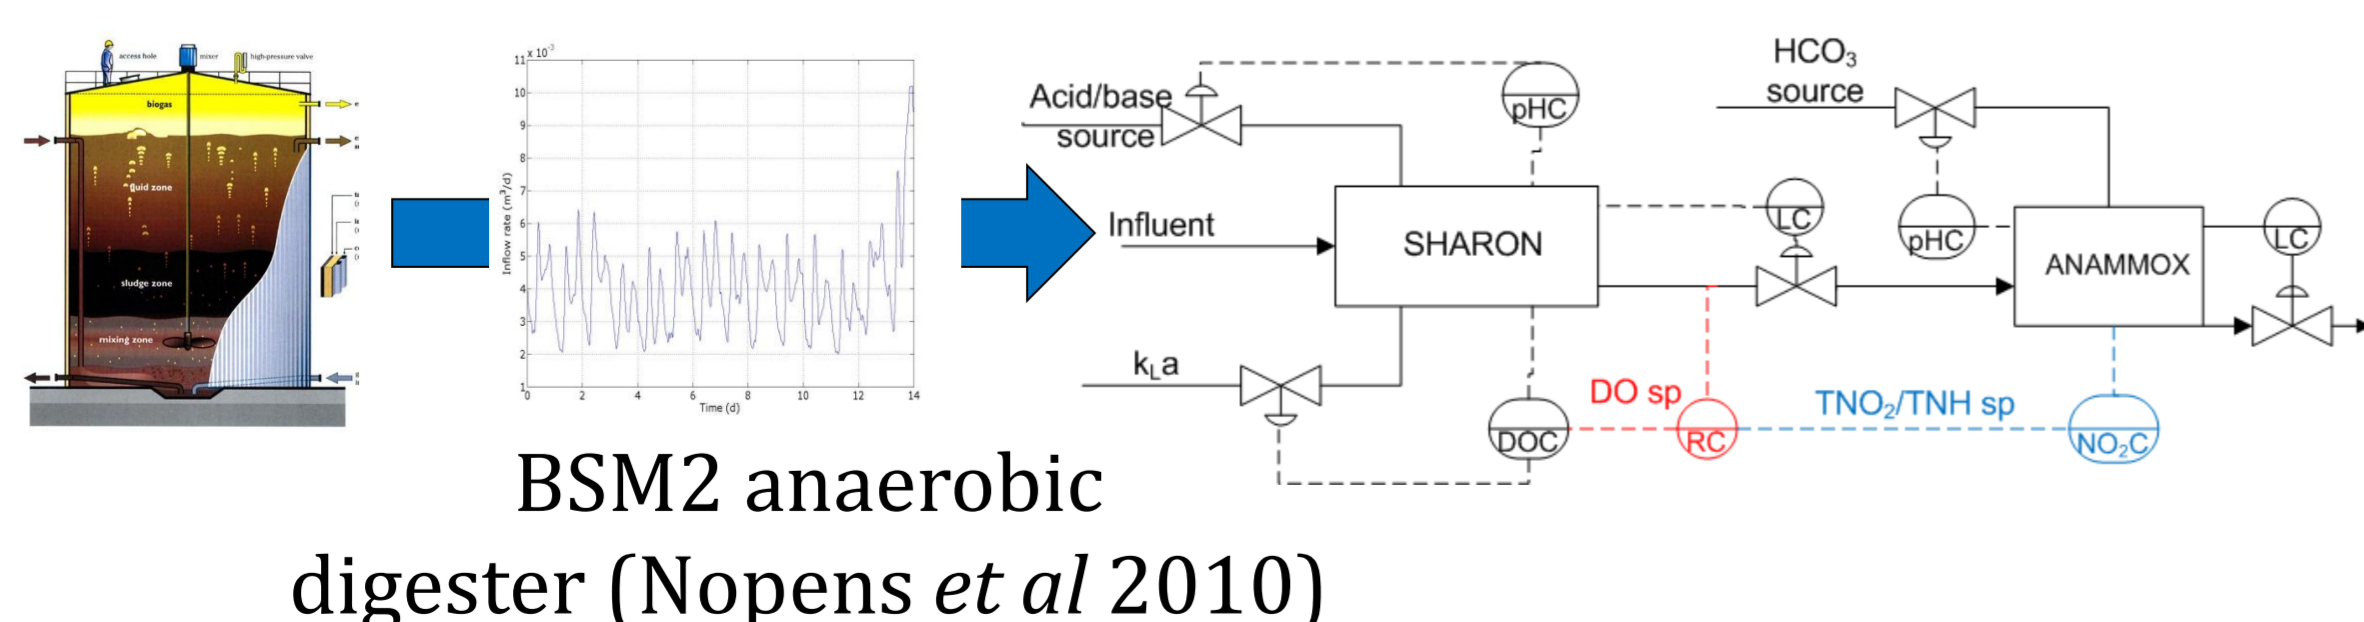 access hole
mixer
high-pressure valve
biogas
fluid zone
sludge zone
mixing zone
x 10⁻³
11
10
9
8
7
6
5
4
3
2
1
Inflow rate (m³/d)
0 2 4 6 8 10 12 14
Time (d)
Acid/base
source
pHC
HCO₃
source
Influent
SHARON
LC
pHC
ANAMMOX
LC
kLa
DOC
DO sp
RC
TNO₂/TNH sp
NO₂C
BSM2 anaerobic
digester (Nopens et al 2010)